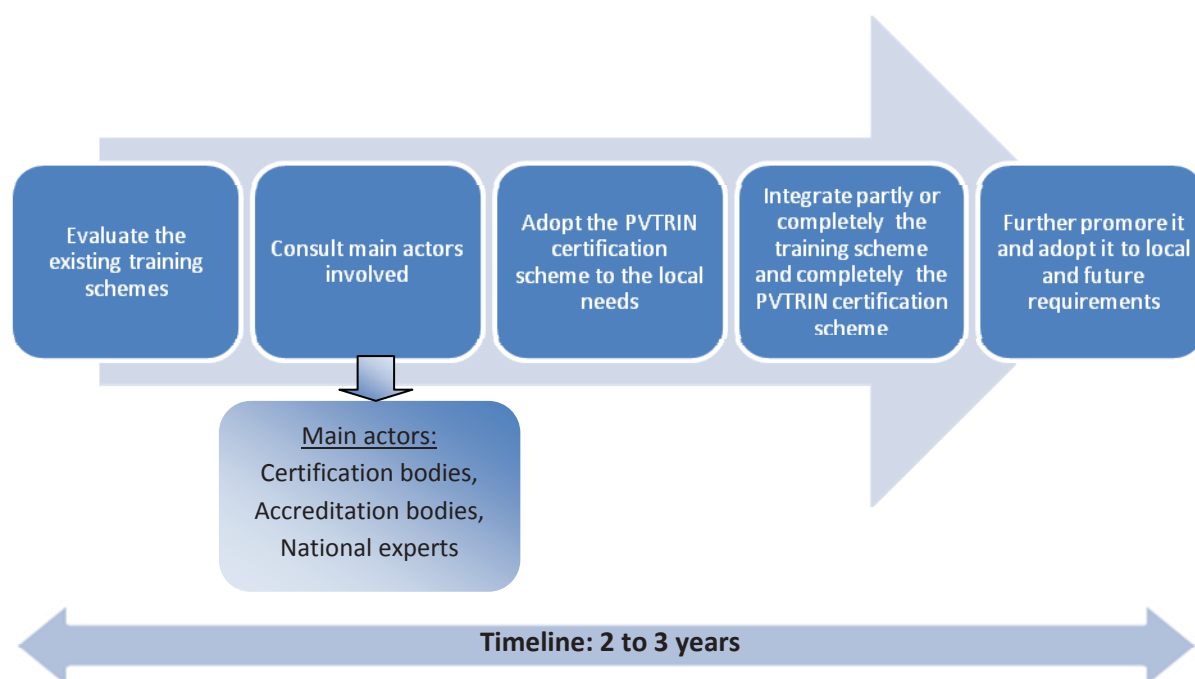 Evaluate the
existing training
schemes
Consult main actors
involved
Adopt the PVTRIN
certification
scheme to the local
needs
Integrate partly or
completely the
training scheme
and completely the
PVTRIN certification
scheme
Further promore it
and adopt it to local
and future
requirements
Main actors:
Certification bodies,
Accreditation bodies,
National experts
Timeline: 2 to 3 years